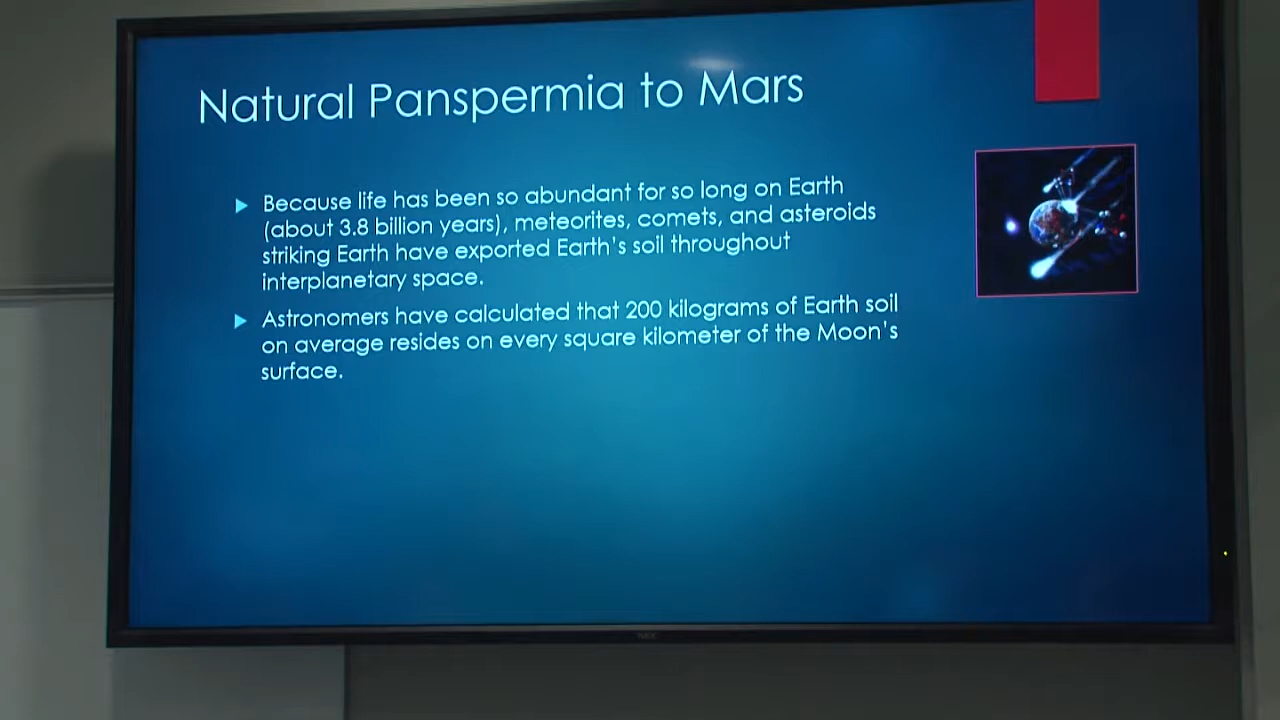 Natural Panspermia to Mars
Because life has been so abundant for so long on Earth
(about 3.8 billion years), meteorites, comets, and asteroids
striking Earth have exported Earth's soil throughout
interplanetary space.
Astronomers have calculated that 200 kilograms of Earth soil
on average resides on every square kilometer of the Moon's
surface.
NEC